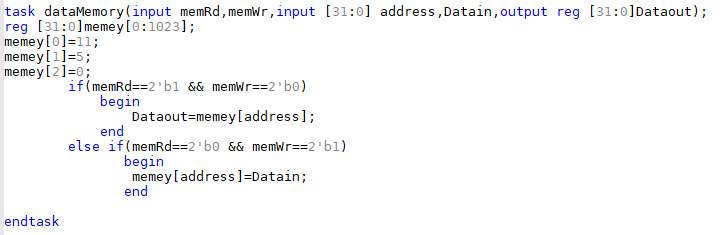 task dataMemory(input memRd,memWr,input [31:0] address,Datain,output reg [31:0]Dataout);
reg [31:0]memey[0:1023];
memey[0]=11;
memey[1]=5;
memey[2]=0;
if(memRd==2'b1 && memWr==2'b0)
begin
Dataout=memey[address];
end
else if(memRd==2'b0 && memWr==2'b1)
begin
memey[address]=Datain;
end
endtask